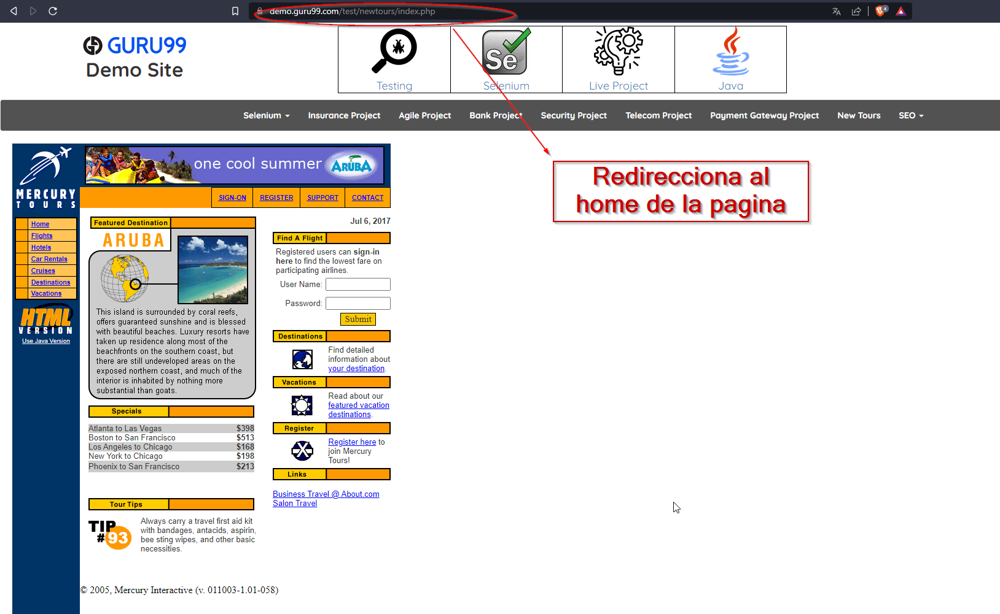 demo.guru99.com/test/newtours/index.php
4
GURU99
Demo Site
Testing
Se
Selenium
Live Project
Java
Selenium
Insurance Project
Agile Project
Bank Project
Security Project
Telecom Project
Payment Gateway Project
New Tours
SEO
Redirecciona al
home de la pagina
MERCURY
TOURS
one cool summer
ARUBA
SIGN-ON
REGISTER
SUPPORT
CONTACT
Home
Flights
Hotels
Car Rentals
Cruises
Destinations
Vacations
HTML
VERSION
Use Java Version
Featured Destination
ARUBA
This island is surrounded by coral reefs,
offers guaranteed sunshine and is blessed
with beautiful beaches. Luxury resorts have
taken up residence along most of the
beachfronts on the southern coast, but
there are still undeveloped areas on the
exposed northern coast, and much of the
interior is inhabited by nothing more
substantial than goats.
Specials
Atlanta to Las Vegas $398
Boston to San Francisco $513
Los Angeles to Chicago $168
New York to Chicago $198
Phoenix to San Francisco $213
Tour Tips
TIP
#93
Always carry a travel first aid kit
with bandages, antacids, aspirin,
bee sting wipes, and other basic
necessities.
Jul 6, 2017
Find A Flight
Registered users can sign-in
here to find the lowest fare on
participating airlines.
User Name:
Password:
Submit
Destinations
Find detailed
information about
your destination.
Vacations
Read about our
featured vacation
destinations.
Register
Register here to
join Mercury
Tours!
Links
Business Travel @ About.com
Salon Travel
© 2005, Mercury Interactive (v. 011003-1.01-058)